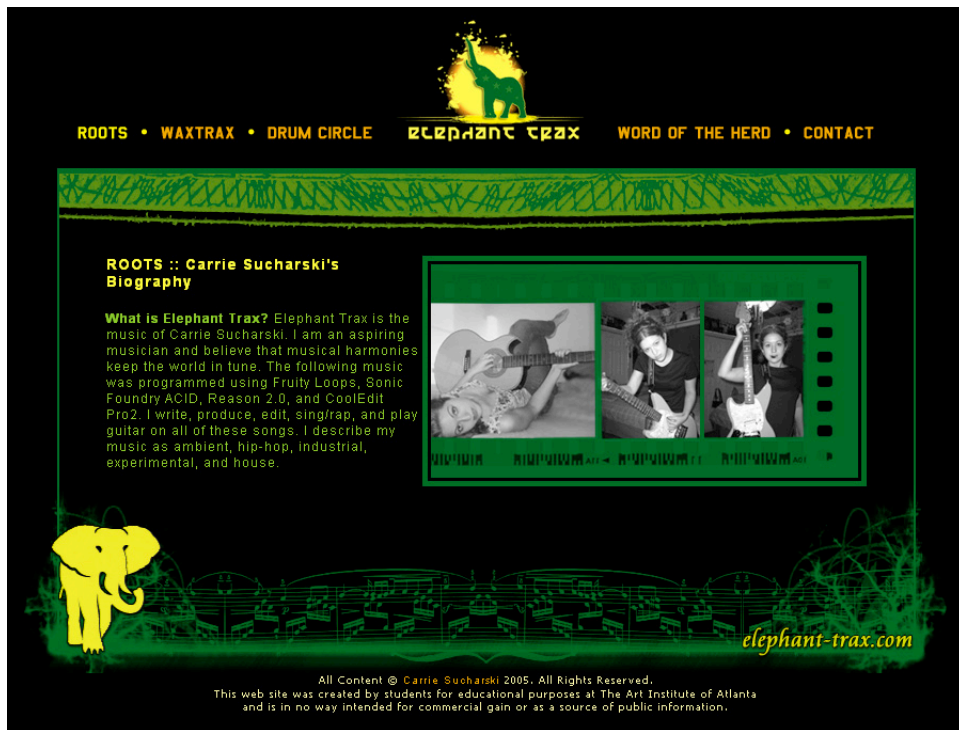 ROOTS • WAXTRAX • DRUM CIRCLE
elephant trax
WORD OF THE HERD • CONTACT
ROOTS :: Carrie Sucharski's
Biography
What is Elephant Trax? Elephant Trax is the
music of Carrie Sucharski. I am an aspiring
musician and believe that musical harmonies
keep the world in tune. The following music
was programmed using Fruity Loops, Sonic
Foundry ACID, Reason 2.0, and CoolEdit
Pro2. I write, produce, edit, sing/rap, and play
guitar on all of these songs. I describe my
music as ambient, hip-hop, industrial,
experimental, and house.
elephant-trax.com
All Content @ Carrie Sucharski 2005. All Rights Reserved.
This web site was created by students for educational purposes at The Art Institute of Atlanta
and is in no way intended for commercial gain or as a source of public information.